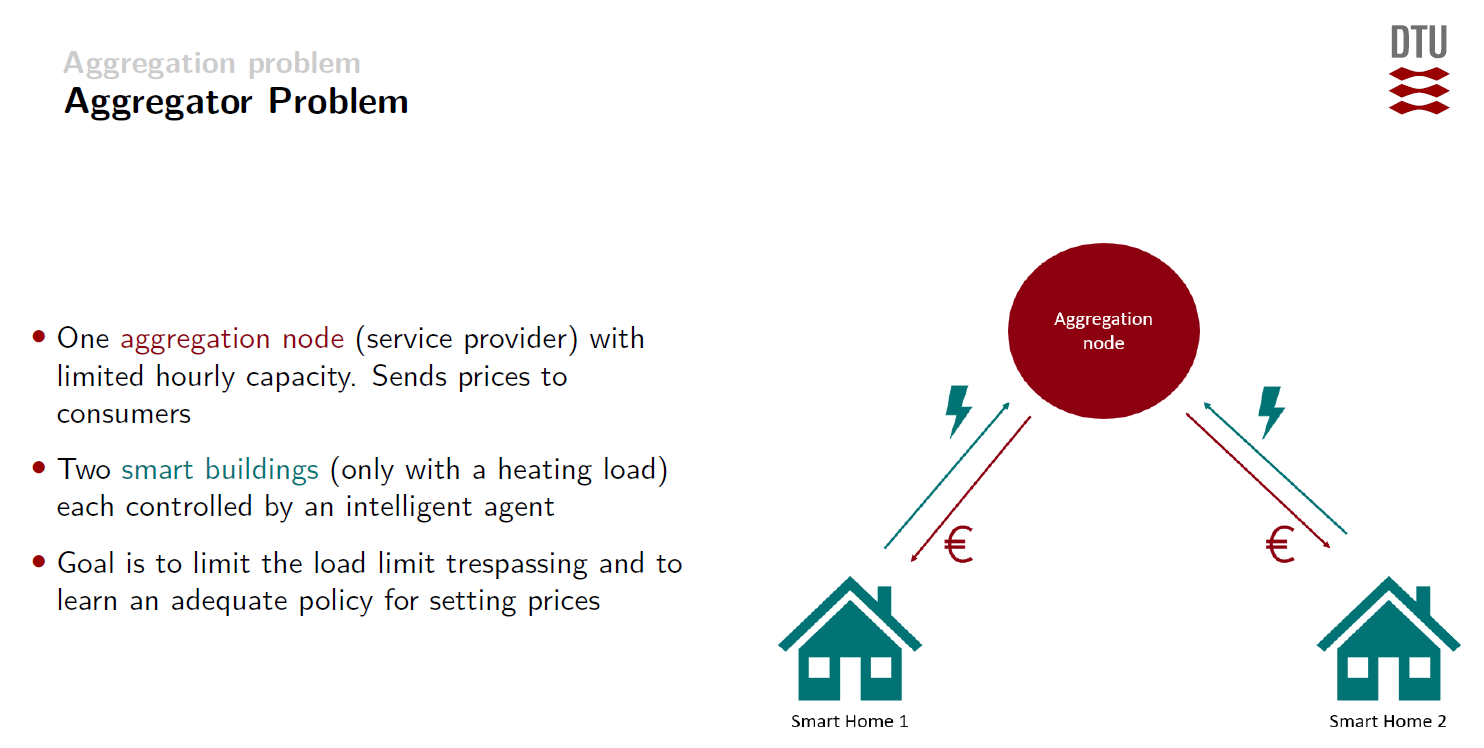 Aggregation problem
Aggregator Problem
DTU
• One aggregation node (service provider) with
limited hourly capacity. Sends prices to
consumers
• Two smart buildings (only with a heating load)
each controlled by an intelligent agent
• Goal is to limit the load limit trespassing and to
learn an adequate policy for setting prices
Aggregation
node
€
€
Smart Home 1
Smart Home 2